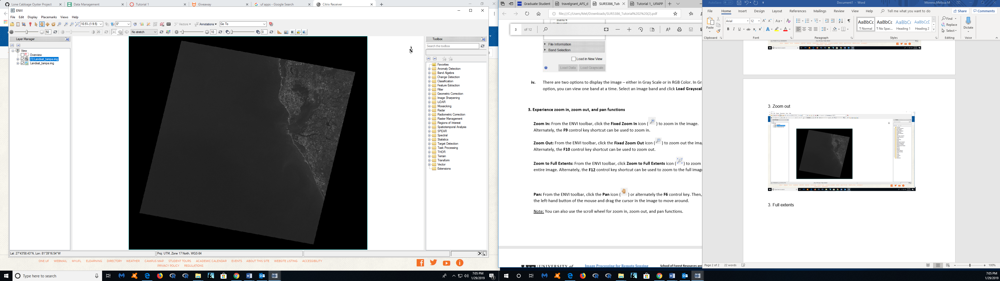 Lone Cabbage Oyster Project
Data Management
Tutorial 1
Giveaway
uf apps - Google Search
Citrix Receiver
ENVI
File Edit Display Placemarks Views Help
10.5% (1:9.5) 0° Vectors Annotations Go To
50 20 No stretch 10 0
Layer Manager
View
Overview
[1] Landsat_tampa.img
Landsat_tampa.img
N
Toolbox
Search the toolbox
Favorites
Anomaly Detection
Band Algebra
Change Detection
Classification
Feature Extraction
Filter
Geometric Correction
Image Sharpening
LiDAR
Mosaicking
Radar
Radiometric Correction
Raster Management
Regions of Interest
Spatiotemporal Analysis
SPEAR
Spectral
Statistics
Target Detection
Task Processing
THOR
Terrain
Transform
Vector
Extensions
Lat: 27°43'58.43"N, Lon: 81°39'16.54"W
Proj: UTM, Zone 17 North, WGS-84
ONE UF WEBMAIL MYUFL ELEARNING DIRECTORY WEATHER CAMPUS MAP STUDENT TOURS ACADEMIC CALENDAR EVENTS ABOUT THIS SITE WEBSITE LISTING ACCESSIBILITY
PRIVACY POLICY REGULATIONS
Type here to search
7:05 PM
1/29/2019
Graduate Student
travelgrant_AFS_d
SUR5386_Tuto
Tutorial 1_ UFAPP
file:///C:/Users/Mel/Downloads/SUR5386_Tutorial%202%20(2).pdf
Band 4
3 of 12
File Information
Band Selection
Load in New View
Load Data Load Grayscale
iv. There are two options to display the image – either in Gray Scale or in RGB Color. In Gr
option, you can view one band at a time. Select an image band and click Load Grayscal
3. Experience zoom in, zoom out, and pan functions
Zoom In: From the ENVI toolbar, click the Fixed Zoom In icon ( ) to zoom in the image.
Alternately, the F9 control key shortcut can be used to zoom in.
Zoom Out: From the ENVI toolbar, click the Fixed Zoom Out icon ( ) to zoom out the imag
Alternately, the F10 control key shortcut can be used to zoom out.
Zoom to Full Extents: From the ENVI toolbar, click Zoom to Full Extents icon ( ) to zoom
entire image. Alternately, the F12 control key shortcut can be used to zoom to the full image
Pan: From the ENVI toolbar, click the Pan icon ( ) or alternately the F6 control key. Then,
the left-hand button of the mouse and drag the cursor in the image to move around.
Note: You can also use the scroll wheel for zoom in, zoom out, and pan functions.
UNIVERSITY of
Image Processing for Remote Sensing
School of Forest Resources and
AutoSave Off
Document1 - Word
Moreno,Melissa M
File Home Insert Design Layout References Mailings Review View Help Tell me what you want to do Share Comments
Paste
Arial 12
AaBbCc AaBbCc AaBbCc AaBbCcD
¶ Normal ¶ No Spac... Heading 1 Heading 2
Find
Replace
Select
Dictate
Clipboard Font Paragraph Styles Editing Voice
3. Zoom out
3. Full extents
Page 2 of 2 22 words
100%
7:05 PM
1/29/2019